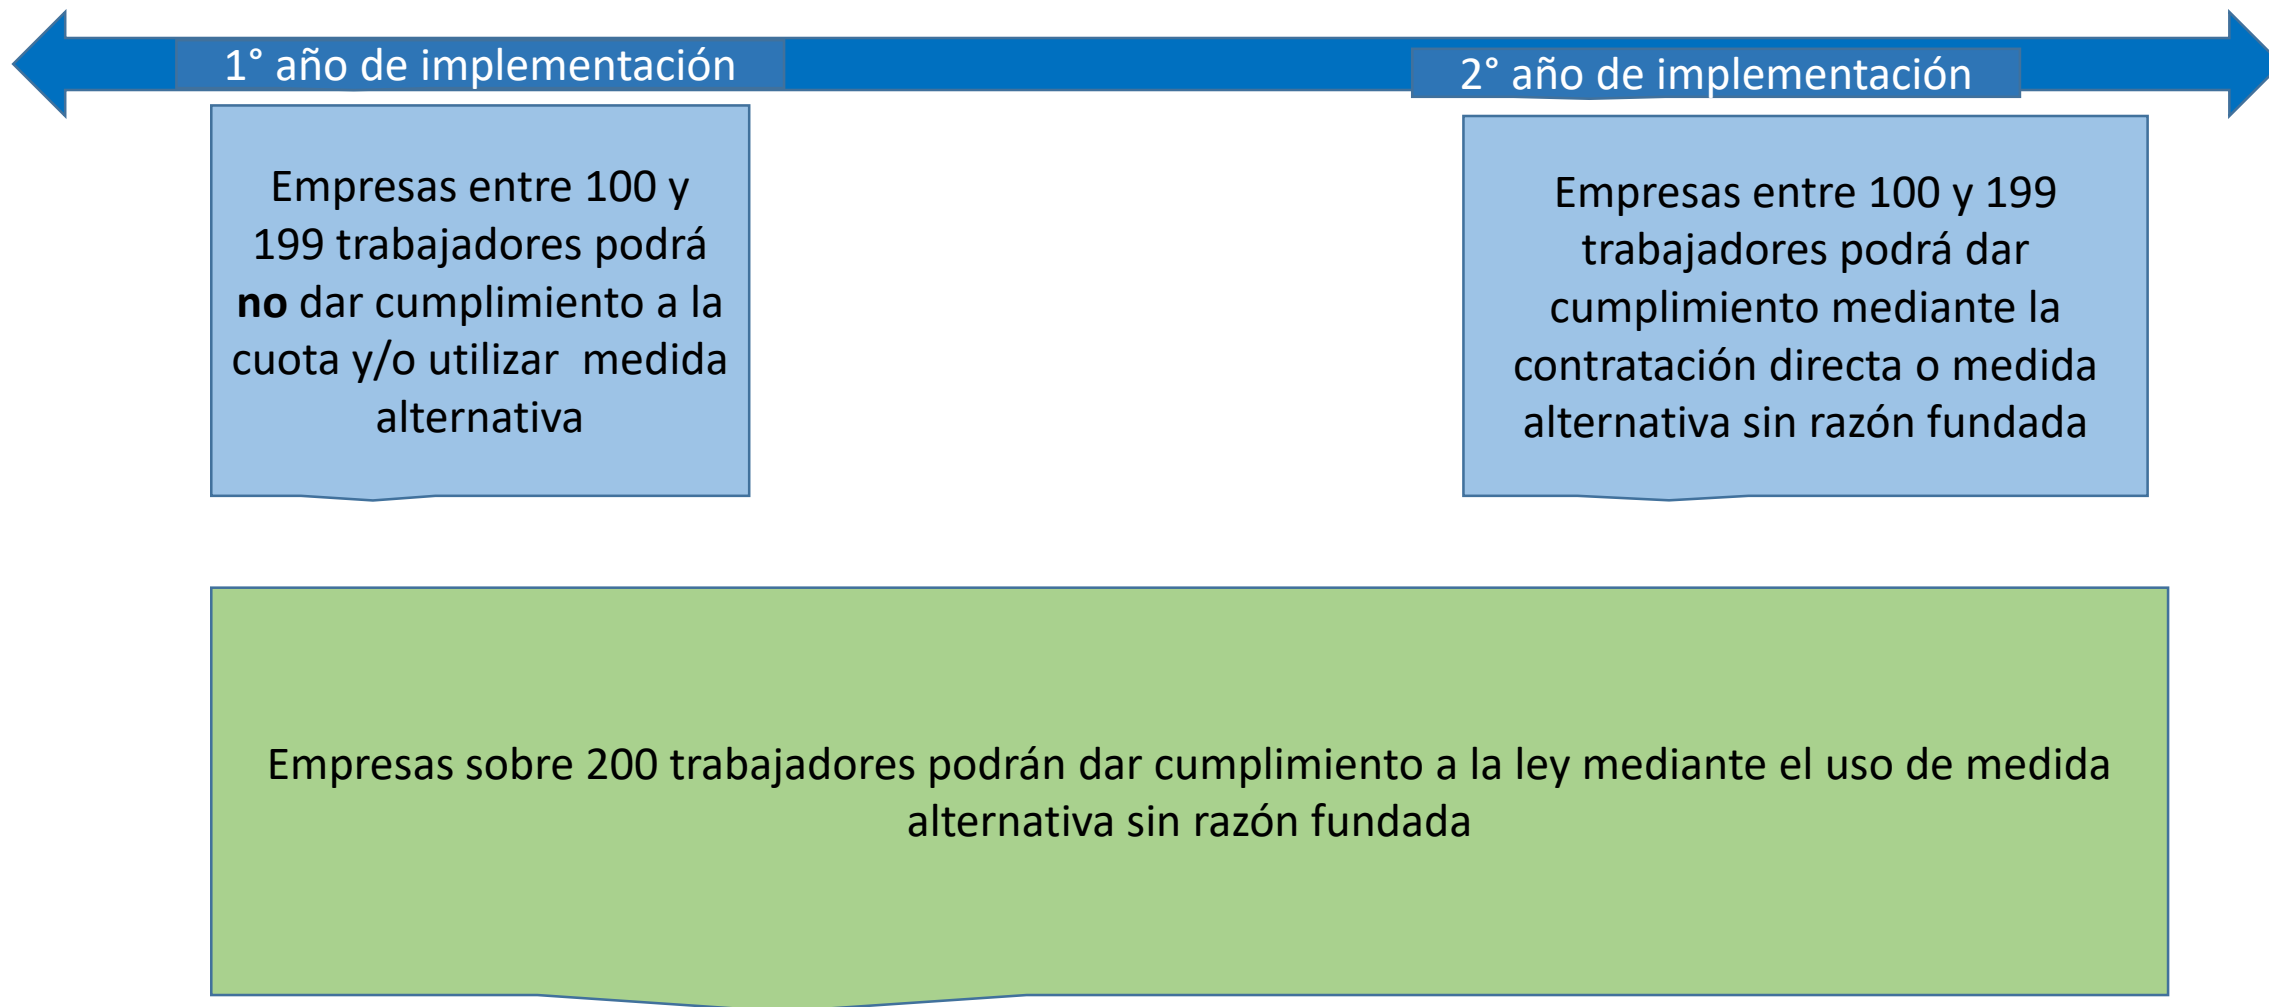 1° año de implementación
2° año de implementación
Empresas entre 100 y
199 trabajadores podrá
no dar cumplimiento a la
cuota y/o utilizar  medida
alternativa
Empresas entre 100 y 199
trabajadores podrá dar
cumplimiento mediante la
contratación directa o medida
alternativa sin razón fundada
Empresas sobre 200 trabajadores podrán dar cumplimiento a la ley mediante el uso de medida
alternativa sin razón fundada